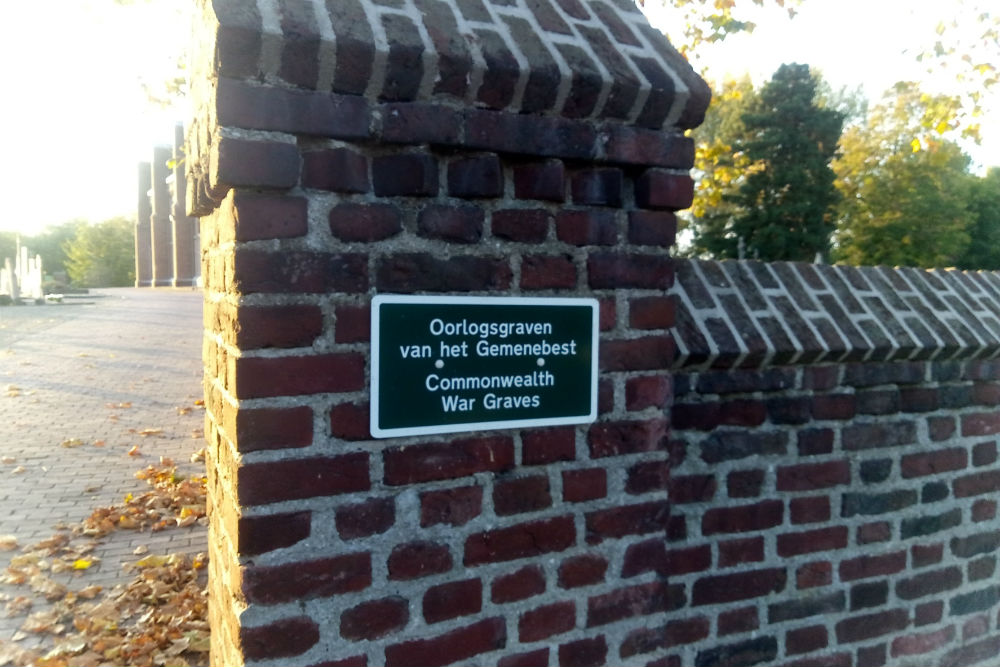 Oorlogsgraven
van het Gemenebest
Commonwealth
War Graves